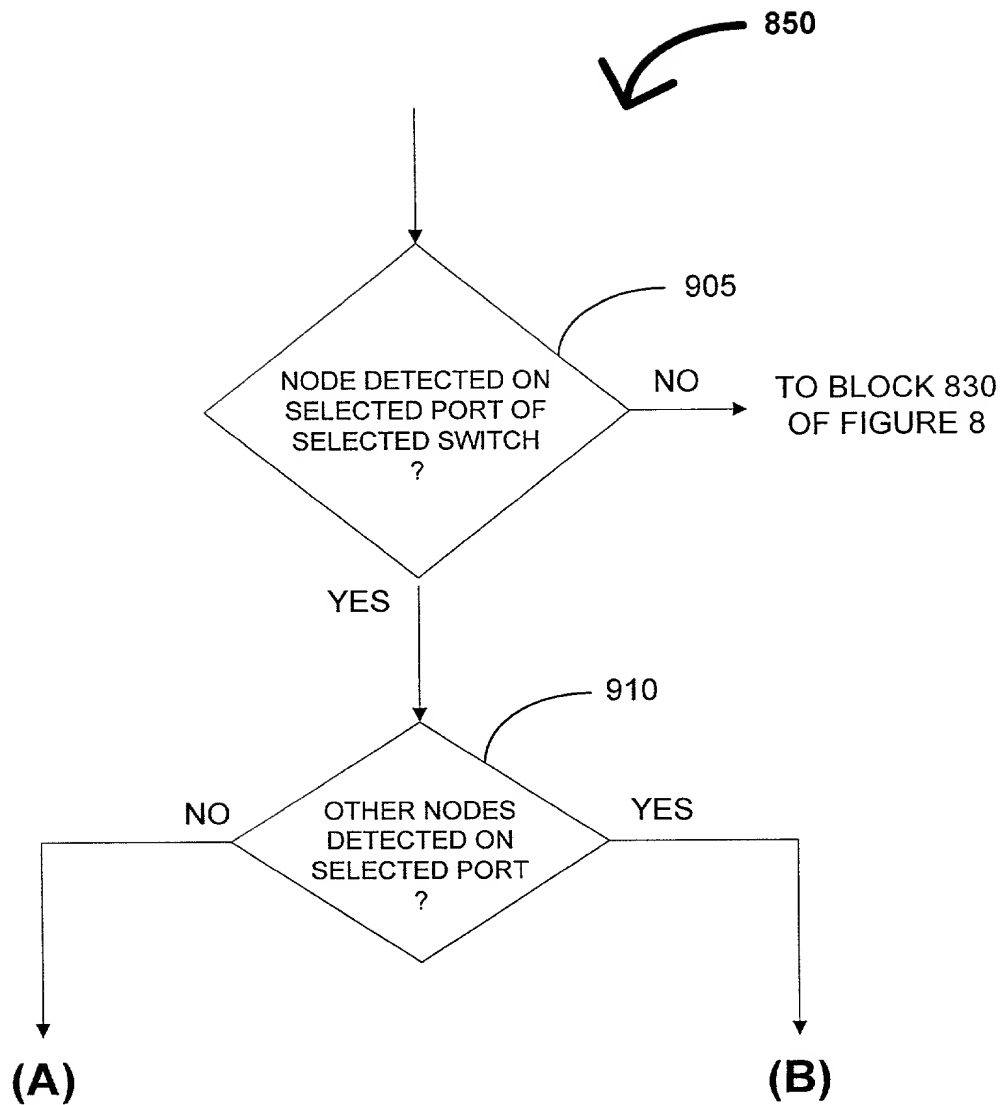 850
905
NODE DETECTED ON
SELECTED PORT OF
SELECTED SWITCH
?
NO
TO BLOCK 830
OF FIGURE 8
YES
910
NO
OTHER NODES
DETECTED ON
SELECTED PORT
?
YES
(A)
(B)